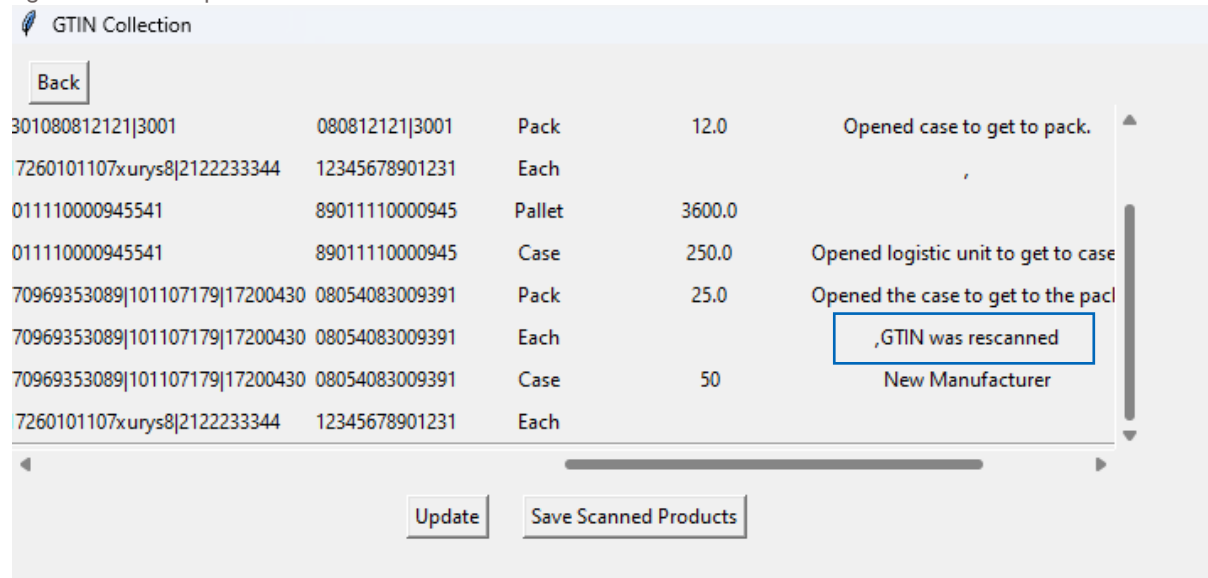 GTIN Collection
Back
301080812121|3001 080812121|3001 Pack 12.0 Opened case to get to pack.
7260101107xurys8|2122233344 12345678901231 Each ,
011110000945541 89011110000945 Pallet 3600.0
011110000945541 89011110000945 Case 250.0 Opened logistic unit to get to case
70969353089|101107179|17200430 08054083009391 Pack 25.0 Opened the case to get to the pacl
70969353089|101107179|17200430 08054083009391 Each ,GTIN was rescanned
70969353089|101107179|17200430 08054083009391 Case 50 New Manufacturer
7260101107xurys8|2122233344 12345678901231 Each
Update Save Scanned Products